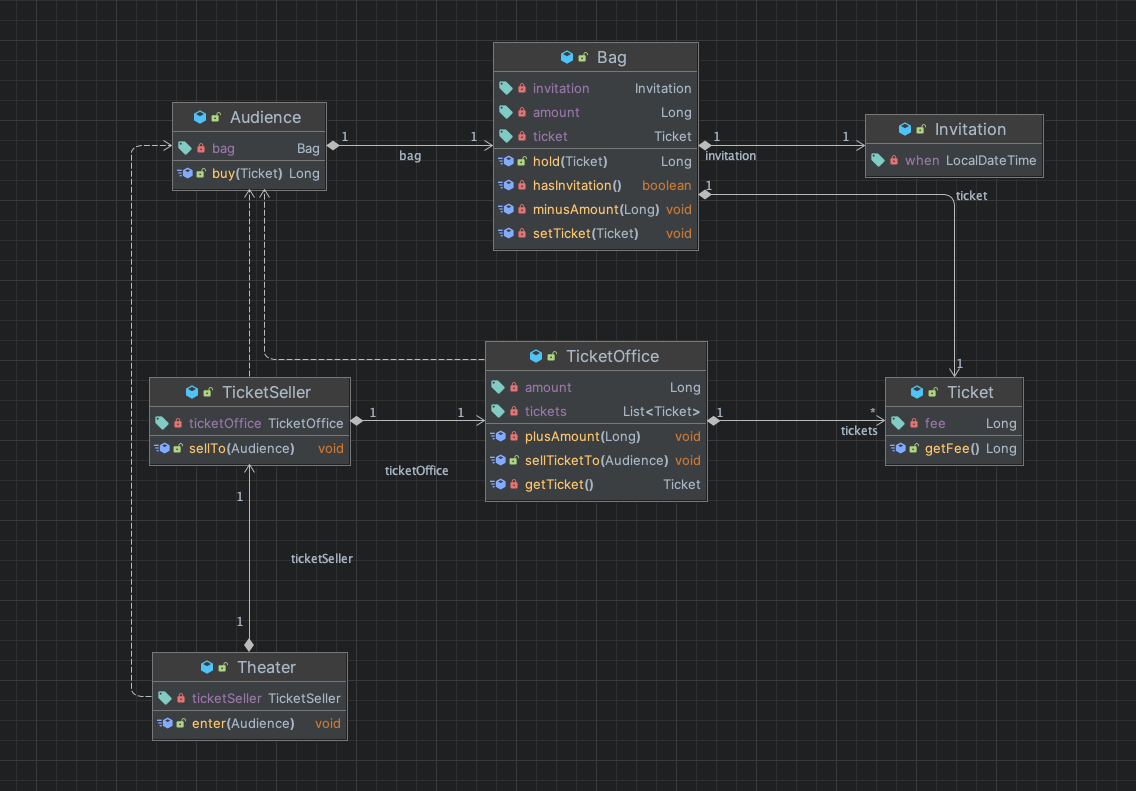 Bag
invitation Invitation
amount Long
ticket Ticket
hold(Ticket) Long
hasInvitation() boolean
minusAmount(Long) void
setTicket(Ticket) void
Audience
bag Bag
buy(Ticket) Long
1 1
bag
Invitation
when LocalDateTime
1 1
invitation
1
ticket
1
TicketOffice
amount Long
tickets List<Ticket>
plusAmount(Long) void
sellTicketTo(Audience) void
getTicket() Ticket
TicketSeller
ticketOffice TicketOffice
sellTo(Audience) void
1 1
ticketOffice
Ticket
fee Long
getFee() Long
1 *
tickets
1
ticketSeller
1
Theater
ticketSeller TicketSeller
enter(Audience) void